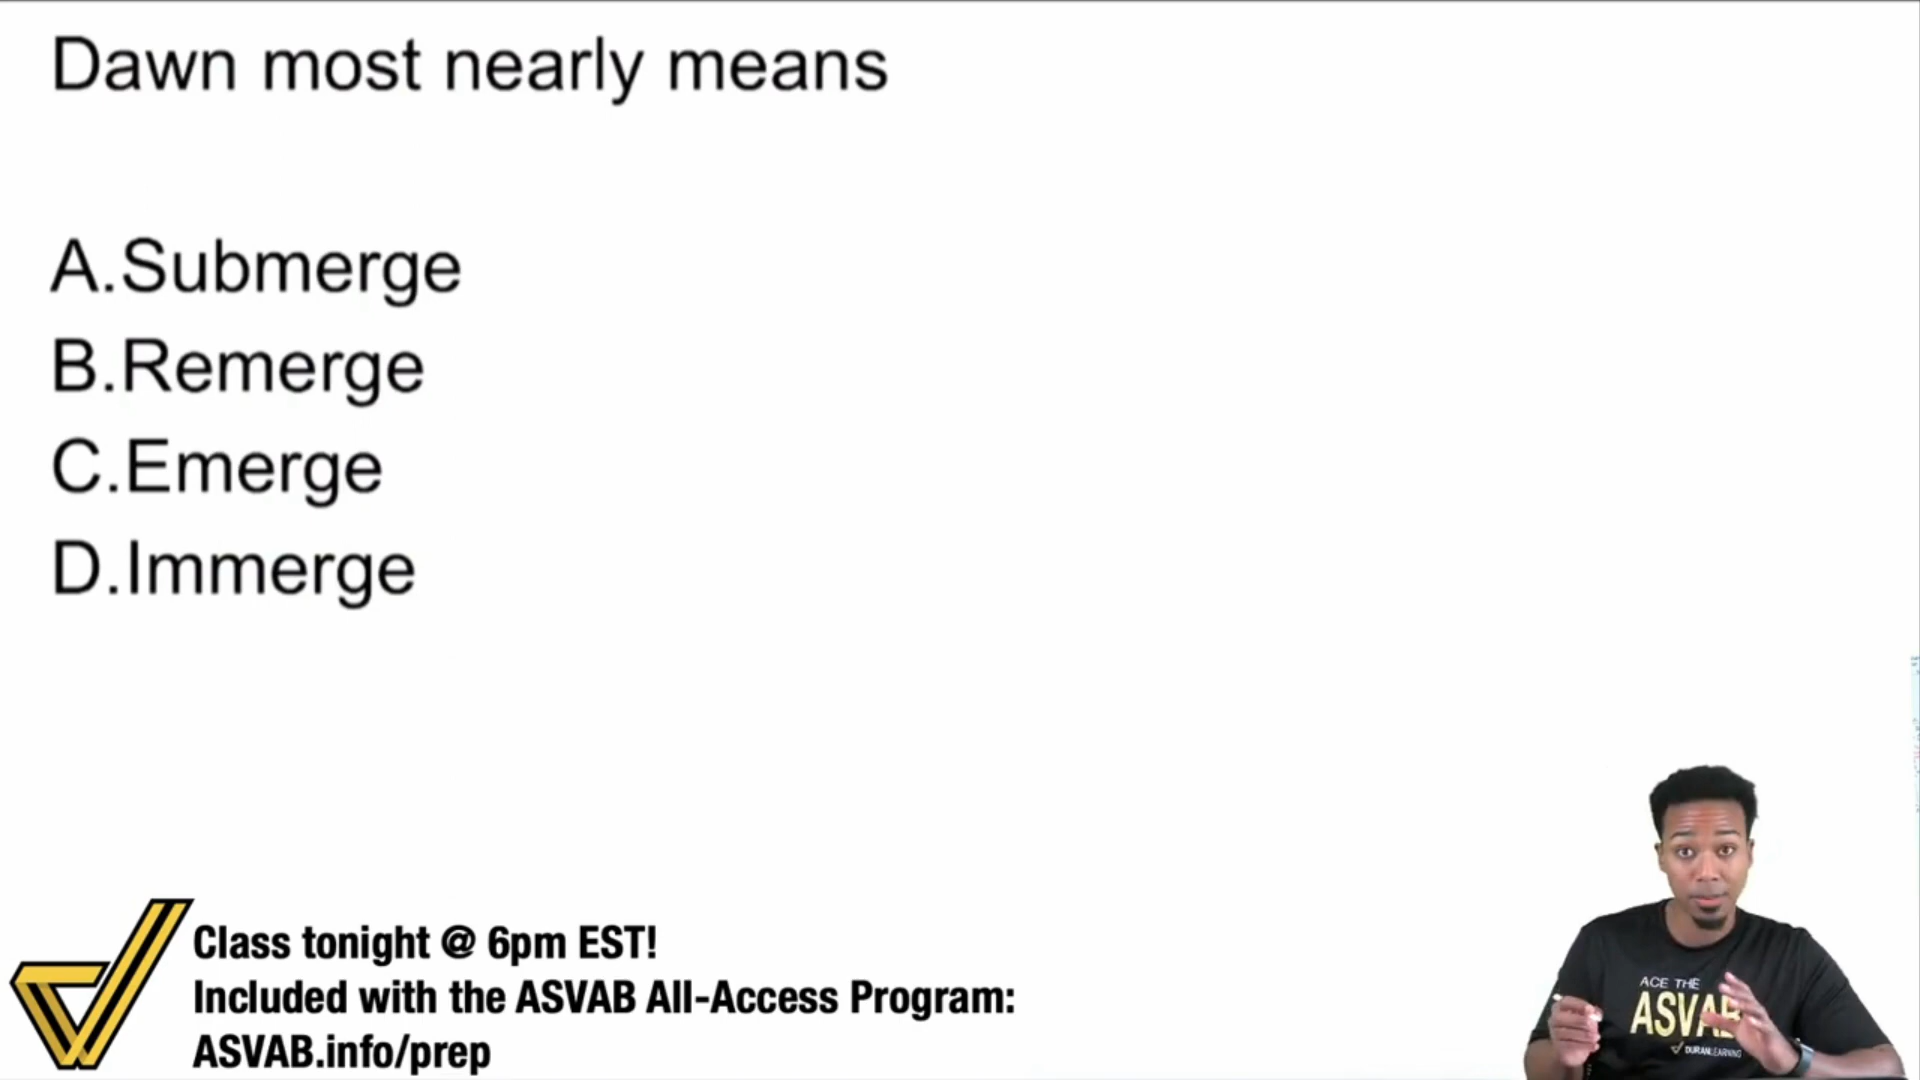 Dawn most nearly means
A.Submerge
B.Remerge
C.Emerge
D.Immerge
Class tonight @ 6pm EST!
Included with the ASVAB All-Access Program:
ASVAB.info/prep
ACE THE
ASVAB
DURANLEARNING